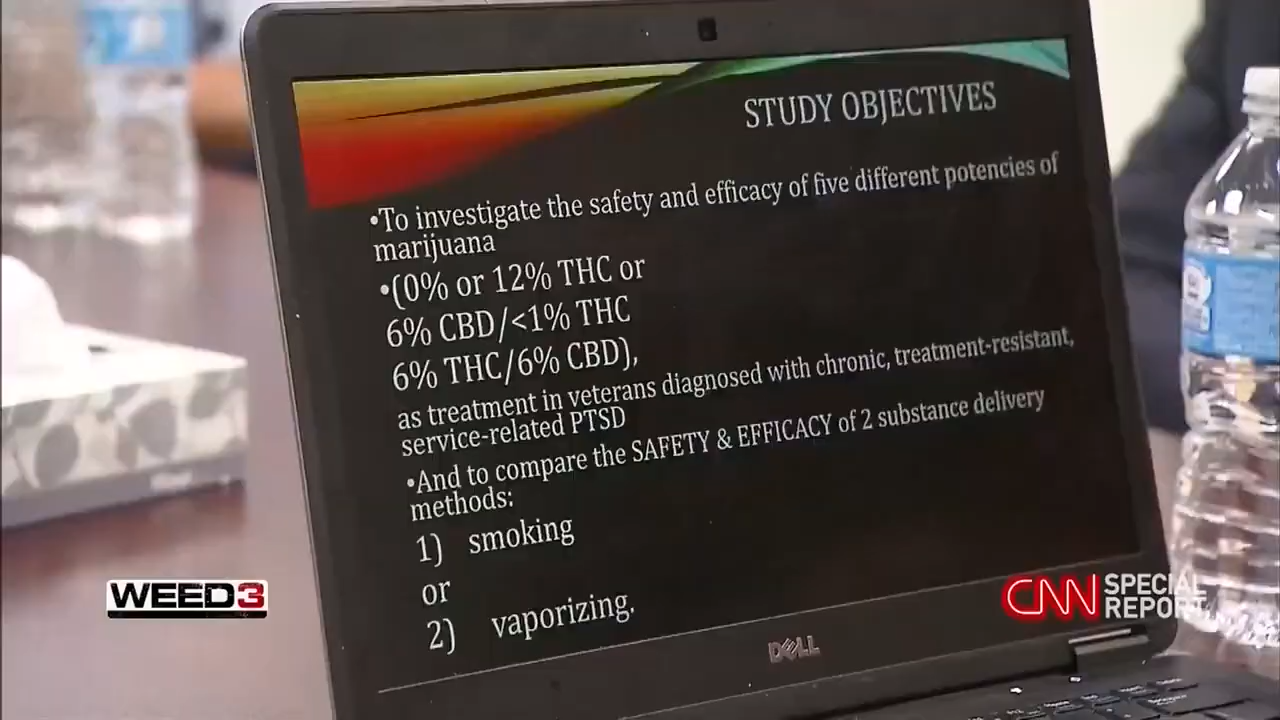 STUDY OBJECTIVES
•To investigate the safety and efficacy of five different potencies of
marijuana
•(0% or 12% THC or
6% CBD/<1% THC
6% THC/6% CBD),
as treatment in veterans diagnosed with chronic, treatment-resistant,
service-related PTSD
•And to compare the SAFETY & EFFICACY of 2 substance delivery
methods:
1) smoking
or
2) vaporizing.
WEED3
CNN SPECIAL
REPORT
DELL